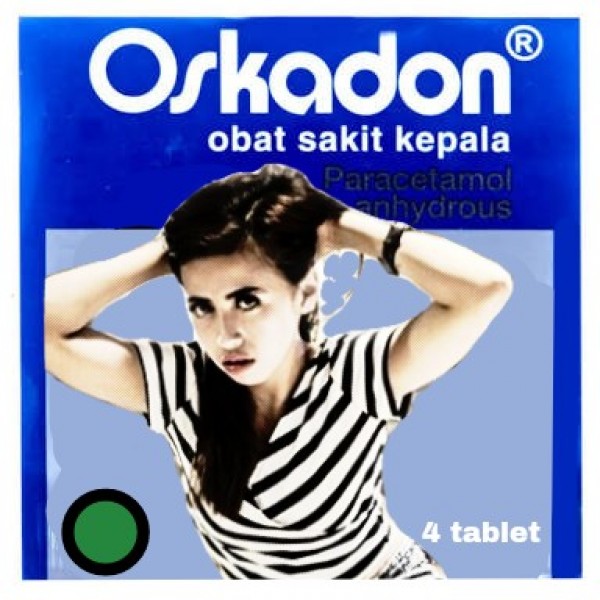 Oskadon®
obat sakit kepala
Paracetamol
anhydrous
4 tablet